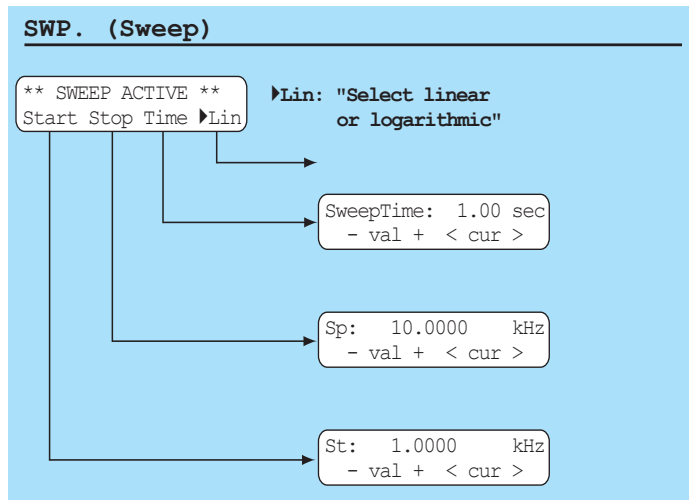 SWP. (Sweep)
** SWEEP ACTIVE **
Start Stop Time ▶Lin
▶Lin: "Select linear
or logarithmic"
SweepTime: 1.00 sec
- val + < cur >
Sp: 10.0000 kHz
- val + < cur >
St: 1.0000 kHz
- val + < cur >